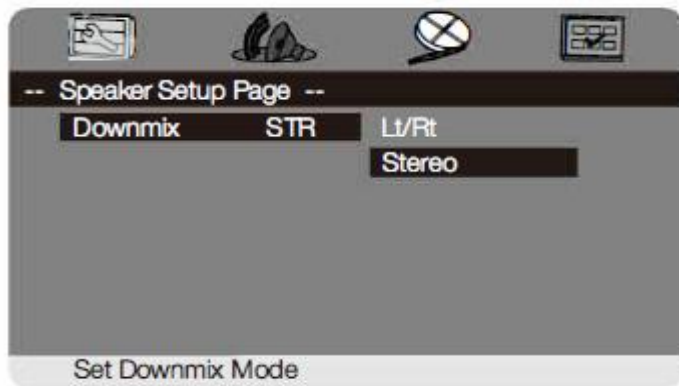 -- Speaker Setup Page --
Downmix STR Lt/Rt
Stereo
Set Downmix Mode